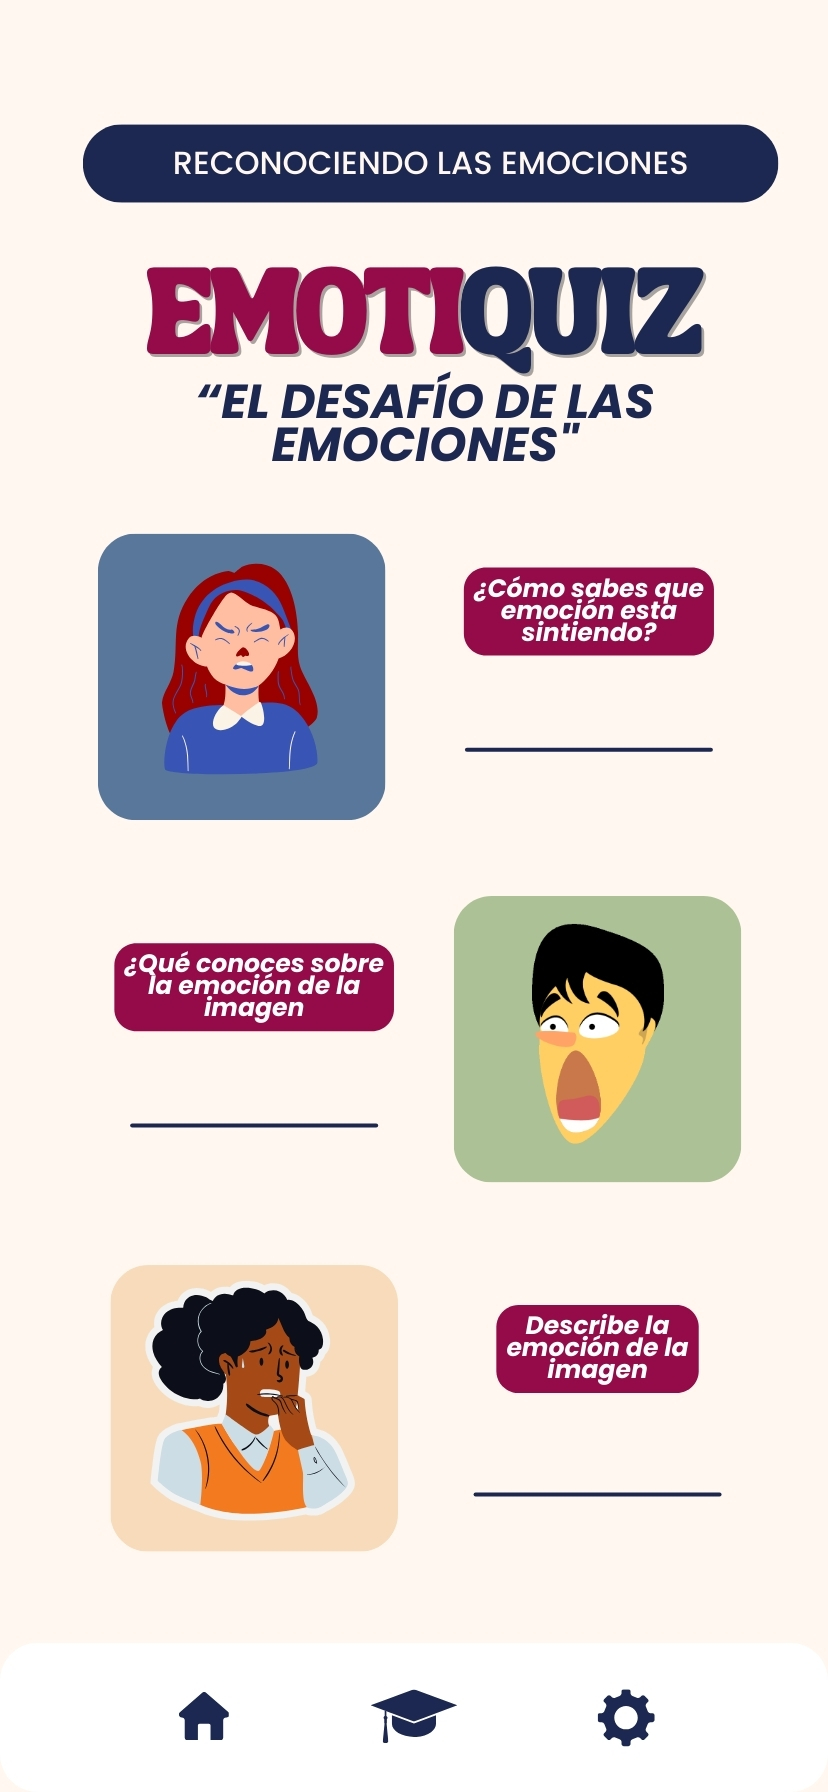 RECONOCIENDO LAS EMOCIONES
EMOTIQUIZ
“EL DESAFÍO DE LAS
EMOCIONES"
¿Cómo sabes que
emoción esta
sintiendo?
¿Qué conoces sobre
la emoción de la
imagen
Describe la
emoción de la
imagen